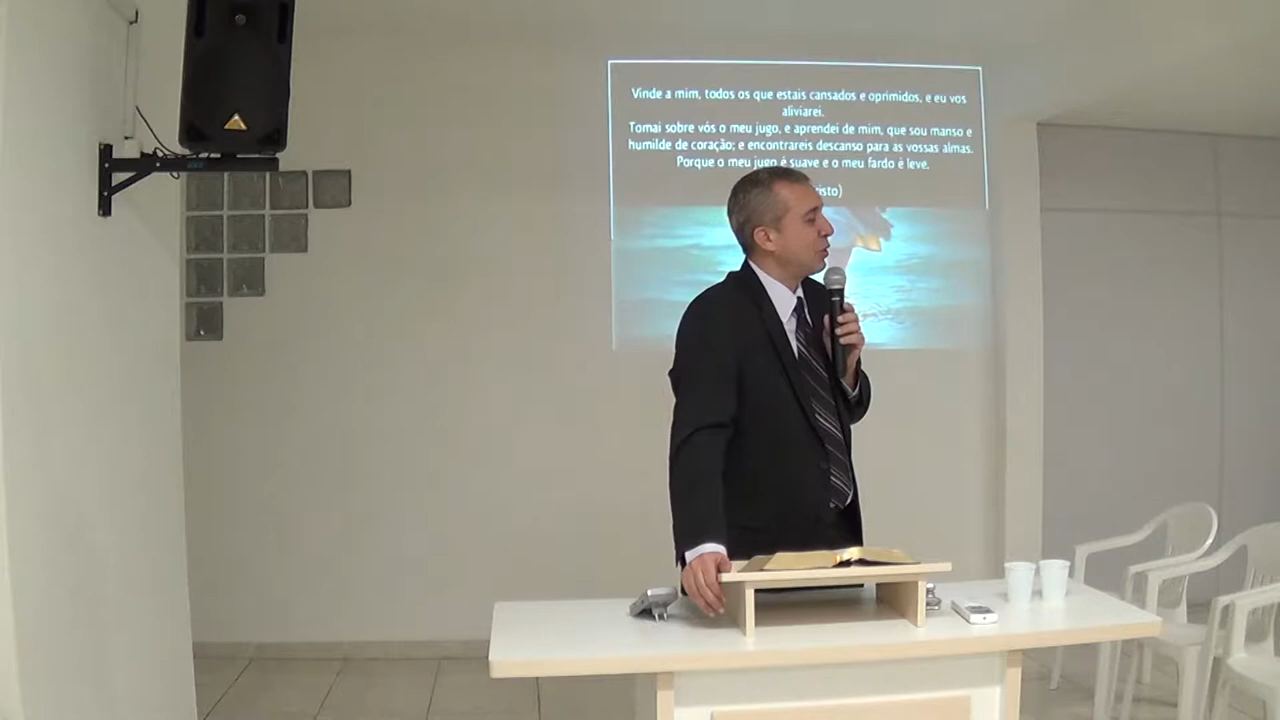 Vinde a mim, todos os que estais cansados e oprimidos, e eu vos
aliviarei.
Tomai sobre vós o meu jugo, e aprendei de mim, que sou manso e
humilde de coração; e encontrareis descanso para as vossas almas.
Porque o meu jugo é suave e o meu fardo é leve.
risto)